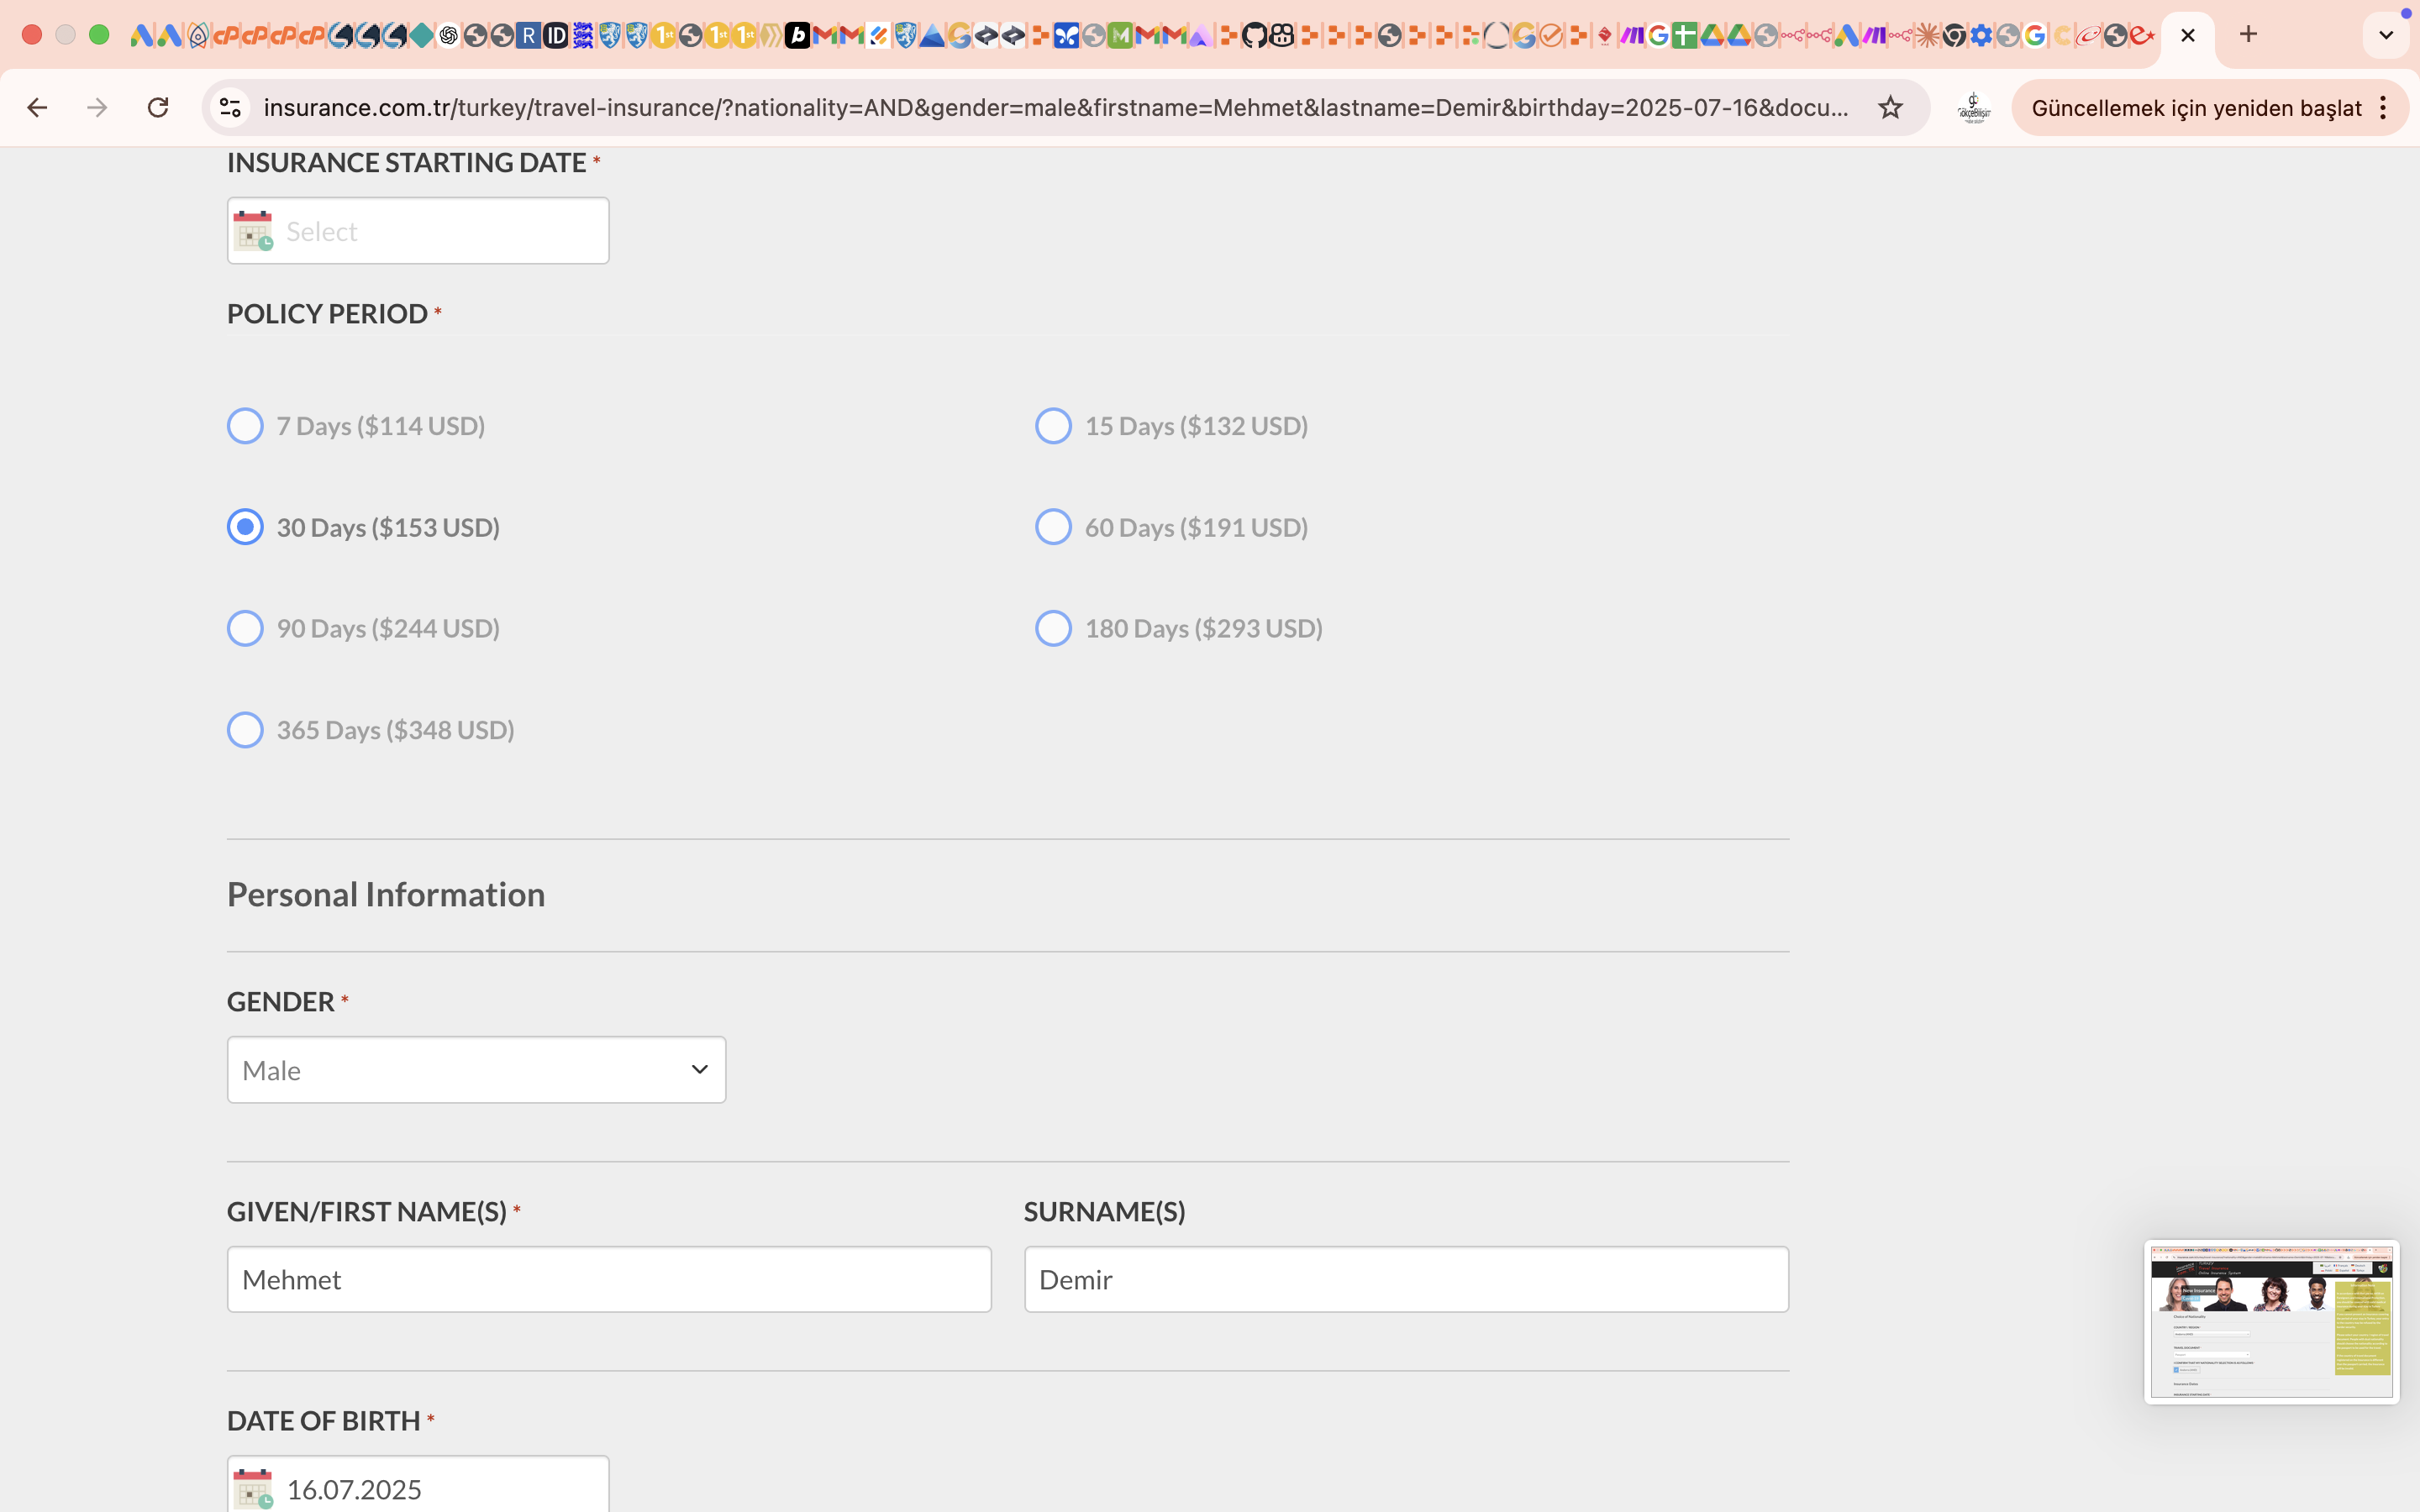 insurance.com.tr/turkey/travel-insurance/?nationality=AND&gender=male&firstname=Mehmet&lastname=Demir&birthday=2025-07-16&docu...
Güncellemek için yeniden başlat
INSURANCE STARTING DATE *
Select
POLICY PERIOD *
7 Days ($114 USD)
15 Days ($132 USD)
30 Days ($153 USD)
60 Days ($191 USD)
90 Days ($244 USD)
180 Days ($293 USD)
365 Days ($348 USD)
Personal Information
GENDER *
Male
GIVEN/FIRST NAME(S) *
SURNAME(S)
Mehmet
Demir
DATE OF BIRTH *
16.07.2025